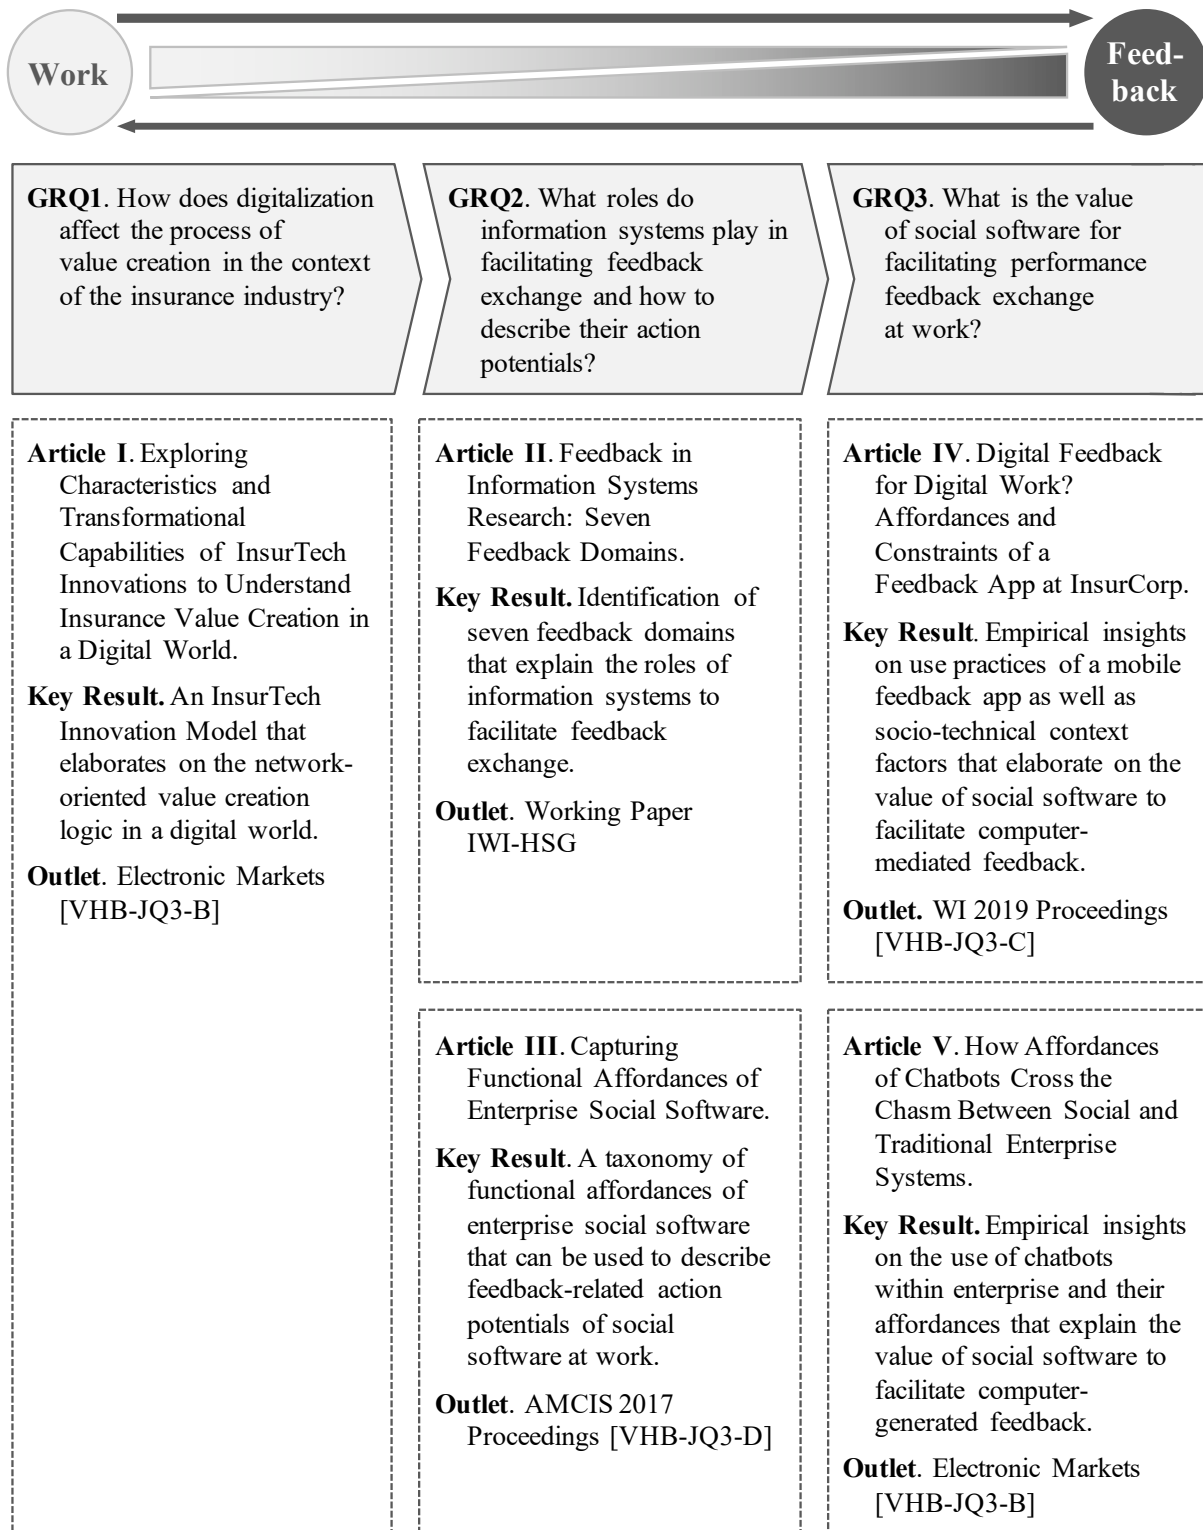 Work
Feed-
back
GRQ1. How does digitalization
affect the process of
value creation in the context
of the insurance industry?
GRQ2. What roles do
information systems play in
facilitating feedback
exchange and how to
describe their action
potentials?
GRQ3. What is the value
of social software for
facilitating performance
feedback exchange
at work?
Article I. Exploring
Characteristics and
Transformational
Capabilities of InsurTech
Innovations to Understand
Insurance Value Creation in
a Digital World.
Key Result. An InsurTech
Innovation Model that
elaborates on the network-
oriented value creation
logic in a digital world.
Outlet. Electronic Markets
[VHB-JQ3-B]
Article II. Feedback in
Information Systems
Research: Seven
Feedback Domains.
Key Result. Identification of
seven feedback domains
that explain the roles of
information systems to
facilitate feedback
exchange.
Outlet. Working Paper
IWI-HSG
Article III. Capturing
Functional Affordances of
Enterprise Social Software.
Key Result. A taxonomy of
functional affordances of
enterprise social software
that can be used to describe
feedback-related action
potentials of social
software at work.
Outlet. AMCIS 2017
Proceedings [VHB-JQ3-D]
Article IV. Digital Feedback
for Digital Work?
Affordances and
Constraints of a
Feedback App at InsurCorp.
Key Result. Empirical insights
on use practices of a mobile
feedback app as well as
socio-technical context
factors that elaborate on the
value of social software to
facilitate computer-
mediated feedback.
Outlet. WI 2019 Proceedings
[VHB-JQ3-C]
Article V. How Affordances
of Chatbots Cross the
Chasm Between Social and
Traditional Enterprise
Systems.
Key Result. Empirical insights
on the use of chatbots
within enterprise and their
affordances that explain the
value of social software to
facilitate computer-
generated feedback.
Outlet. Electronic Markets
[VHB-JQ3-B]